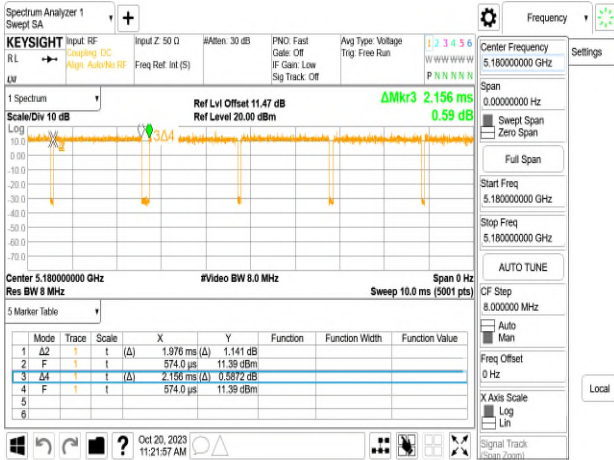 Spectrum Analyzer 1
Swept SA
Frequency
KEYSIGHT Input: RF Input Z: 50 Ω #Atten: 30 dB PNO: Fast Avg Type: Voltage 1 2 3 4 5 6
RL Coupling: DC Gate: Off Trig: Free Run
Align: Auto/No RF Freq Ref: Int (S) IF Gain: Low W W W W W W
Sig Track: Off P N N N N N
1 Spectrum
Ref Lvl Offset 11.47 dB ΔMkr3 2.156 ms
Scale/Div 10 dB Ref Level 20.00 dBm 0.59 dB
Log
3Δ4
10.0
0.00
-10.0
-20.0
-30.0
-40.0
-50.0
-60.0
-70.0
Center 5.180000000 GHz #Video BW 8.0 MHz Span 0 Hz
Res BW 8 MHz Sweep 10.0 ms (5001 pts)
5 Marker Table
Mode Trace Scale X Y Function Function Width Function Value
1 Δ2 1 t (Δ) 1.976 ms (Δ) 1.141 dB
2 F 1 t 574.0 µs 11.39 dBm
3 Δ4 1 t (Δ) 2.156 ms (Δ) 0.5872 dB
4 F 1 t 574.0 µs 11.39 dBm
5
6
Oct 20, 2023
11:21:57 AM
Center Frequency
5.180000000 GHz
Settings
Span
0.00000000 Hz
Swept Span
Zero Span
Full Span
Start Freq
5.180000000 GHz
Stop Freq
5.180000000 GHz
AUTO TUNE
CF Step
8.000000 MHz
Auto
Man
Freq Offset
0 Hz
Local
X Axis Scale
Log
Lin
Signal Track
(Span Zoom)